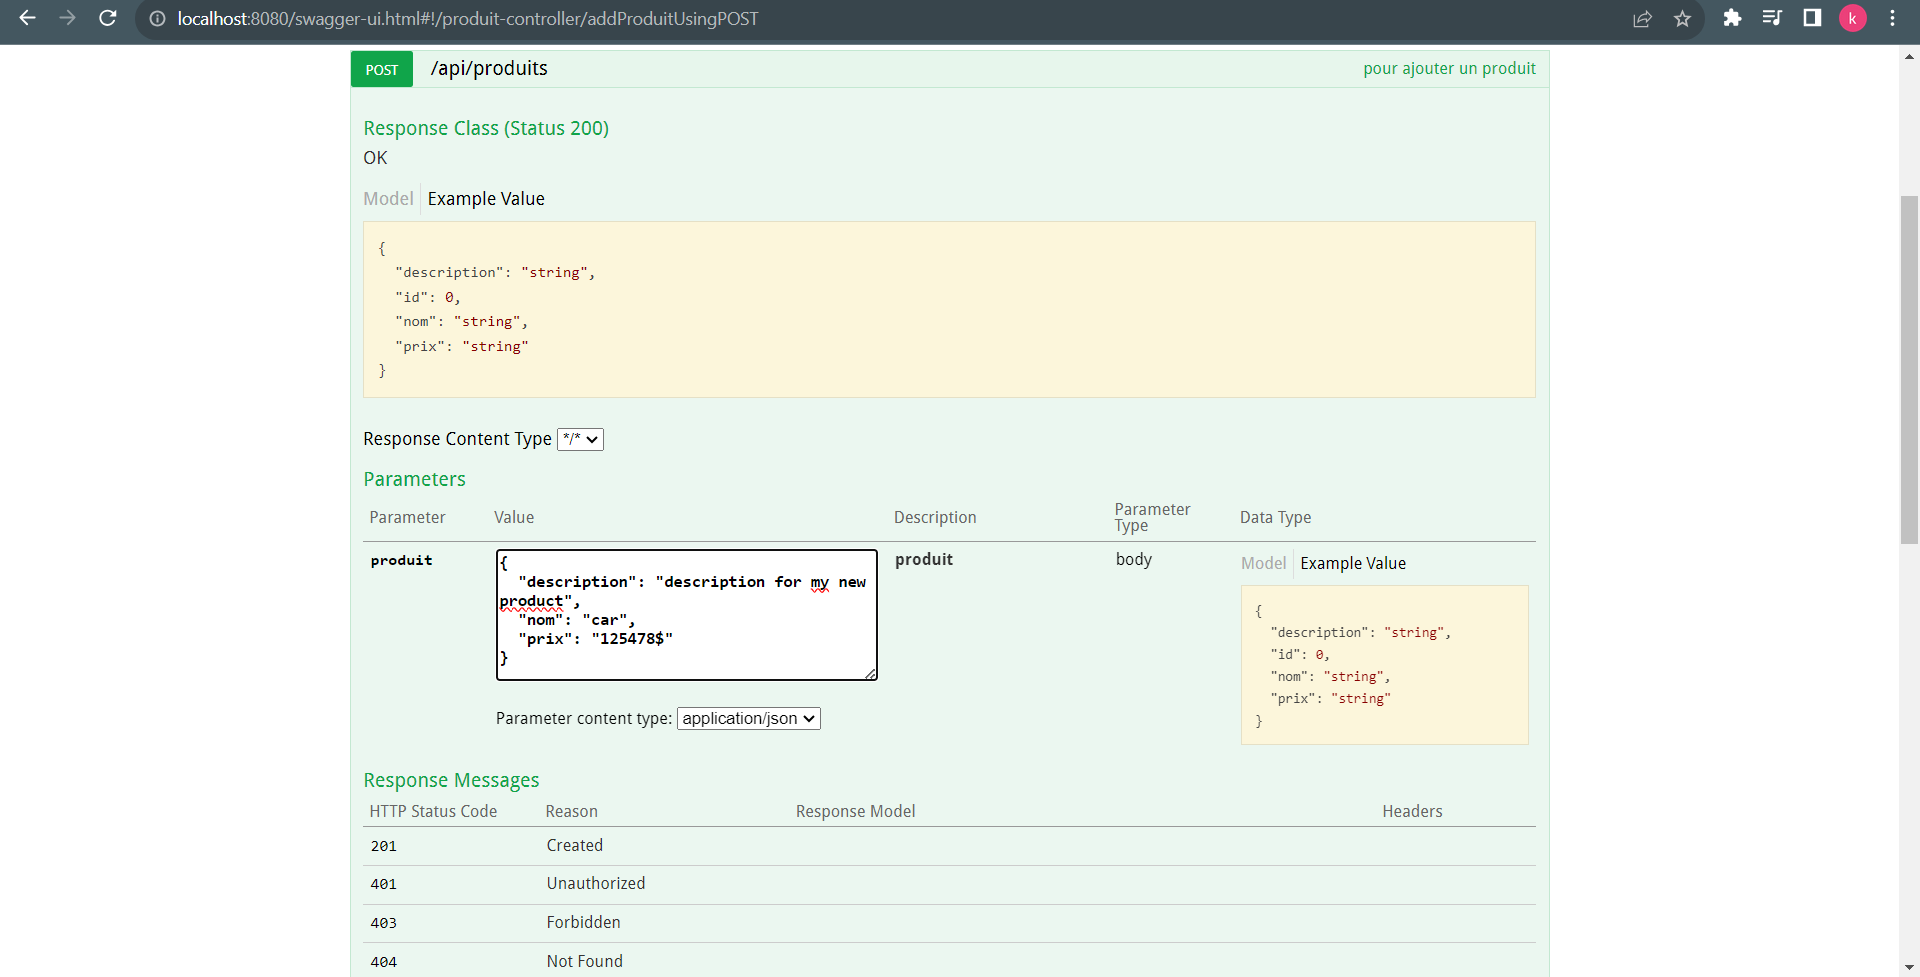 localhost:8080/swagger-ui.html#!/produit-controller/addProduitUsingPOST
k
POST /api/produits pour ajouter un produit
Response Class (Status 200)
OK
Model Example Value
{
"description": "string",
"id": 0,
"nom": "string",
"prix": "string"
}
Response Content Type */*
Parameters
Parameter Value Description Parameter Type Data Type
produit
{
"description": "description for my new
product",
"nom": "car",
"prix": "125478$"
}
Parameter content type: application/json
produit
body
Model Example Value
{
"description": "string",
"id": 0,
"nom": "string",
"prix": "string"
}
Response Messages
HTTP Status Code Reason Response Model Headers
201 Created
401 Unauthorized
403 Forbidden
404 Not Found